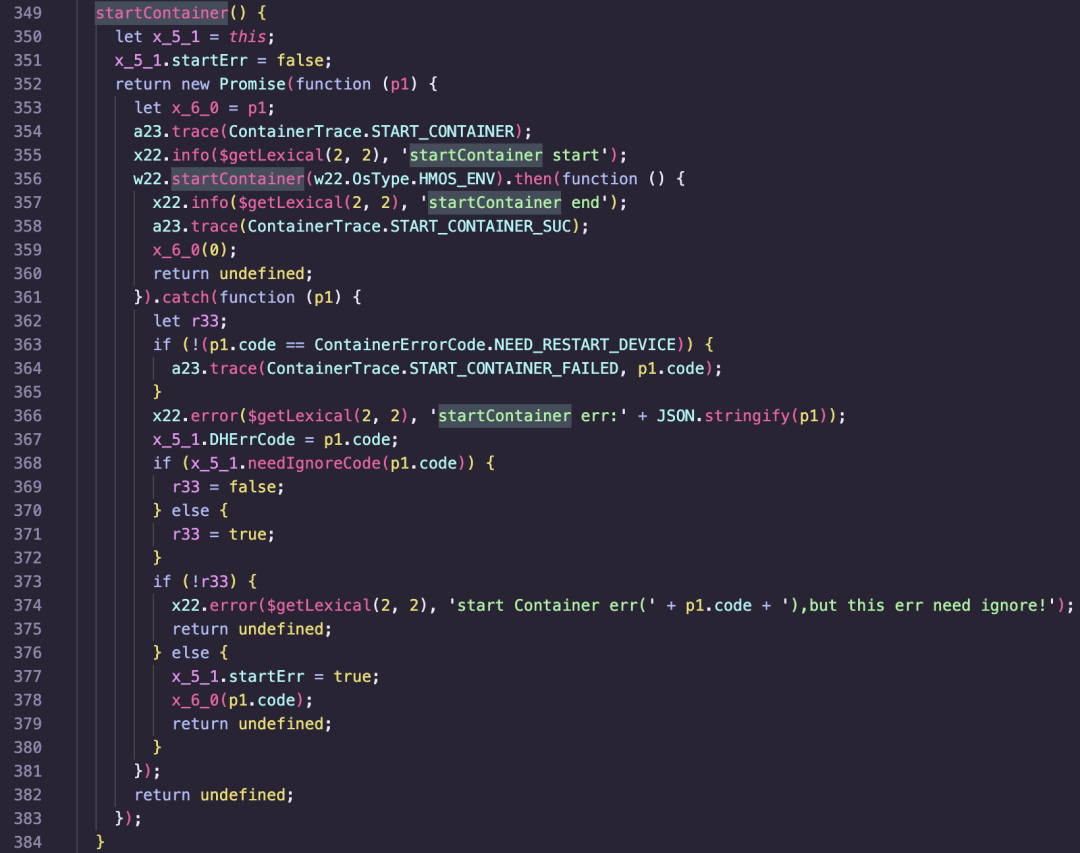 349 startContainer() {
350 let x_5_1 = this;
351 x_5_1.startErr = false;
352 return new Promise(function (p1) {
353 let x_6_0 = p1;
354 a23.trace(ContainerTrace.START_CONTAINER);
355 x22.info($getLexical(2, 2), 'startContainer start');
356 w22.startContainer(w22.OsType.HMOS_ENV).then(function () {
357 x22.info($getLexical(2, 2), 'startContainer end');
358 a23.trace(ContainerTrace.START_CONTAINER_SUC);
359 x_6_0(0);
360 return undefined;
361 }).catch(function (p1) {
362 let r33;
363 if (!(p1.code == ContainerErrorCode.NEED_RESTART_DEVICE)) {
364 a23.trace(ContainerTrace.START_CONTAINER_FAILED, p1.code);
365 }
366 x22.error($getLexical(2, 2), 'startContainer err:' + JSON.stringify(p1));
367 x_5_1.DHErrCode = p1.code;
368 if (x_5_1.needIgnoreCode(p1.code)) {
369 r33 = false;
370 } else {
371 r33 = true;
372 }
373 if (!r33) {
374 x22.error($getLexical(2, 2), 'start Container err(' + p1.code + '),but this err need ignore!');
375 return undefined;
376 } else {
377 x_5_1.startErr = true;
378 x_6_0(p1.code);
379 return undefined;
380 }
381 });
382 return undefined;
383 });
384 }